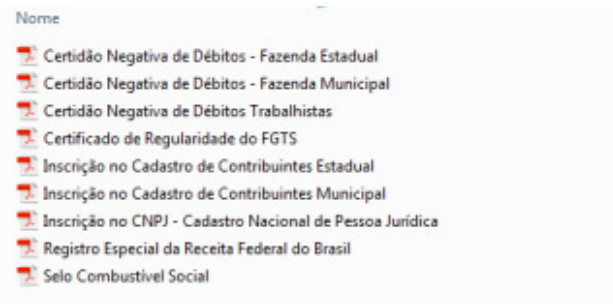 Nome
Certidão Negativa de Débitos - Fazenda Estadual
Certidão Negativa de Débitos - Fazenda Municipal
Certidão Negativa de Débitos Trabalhistas
Certificado de Regularidade do FGTS
Inscrição no Cadastro de Contribuintes Estadual
Inscrição no Cadastro de Contribuintes Municipal
Inscrição no CNPJ - Cadastro Nacional de Pessoa Jurídica
Registro Especial da Receita Federal do Brasil
Selo Combustível Social